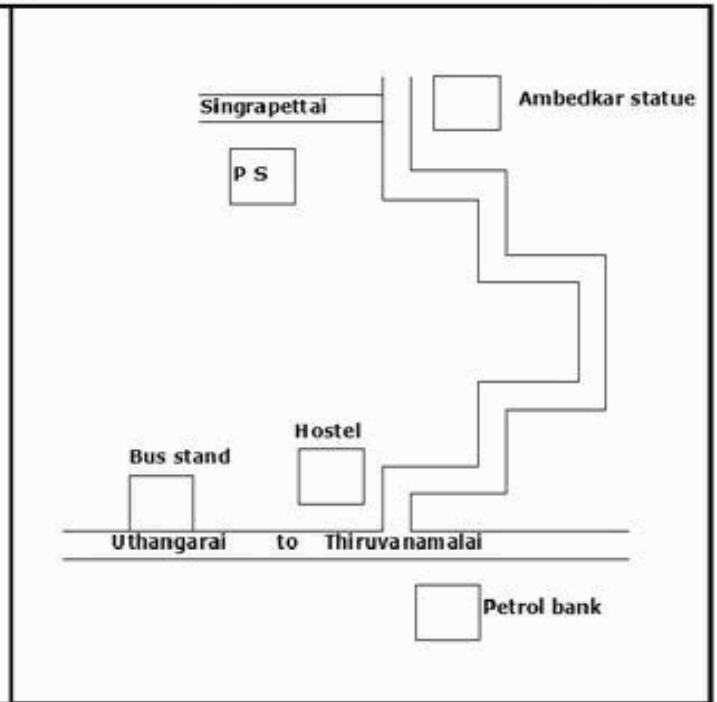 Ambedkar statue
Singrapettai
P S
Hostel
Bus stand
Uthangarai to Thiruvanamalai
Petrol bank